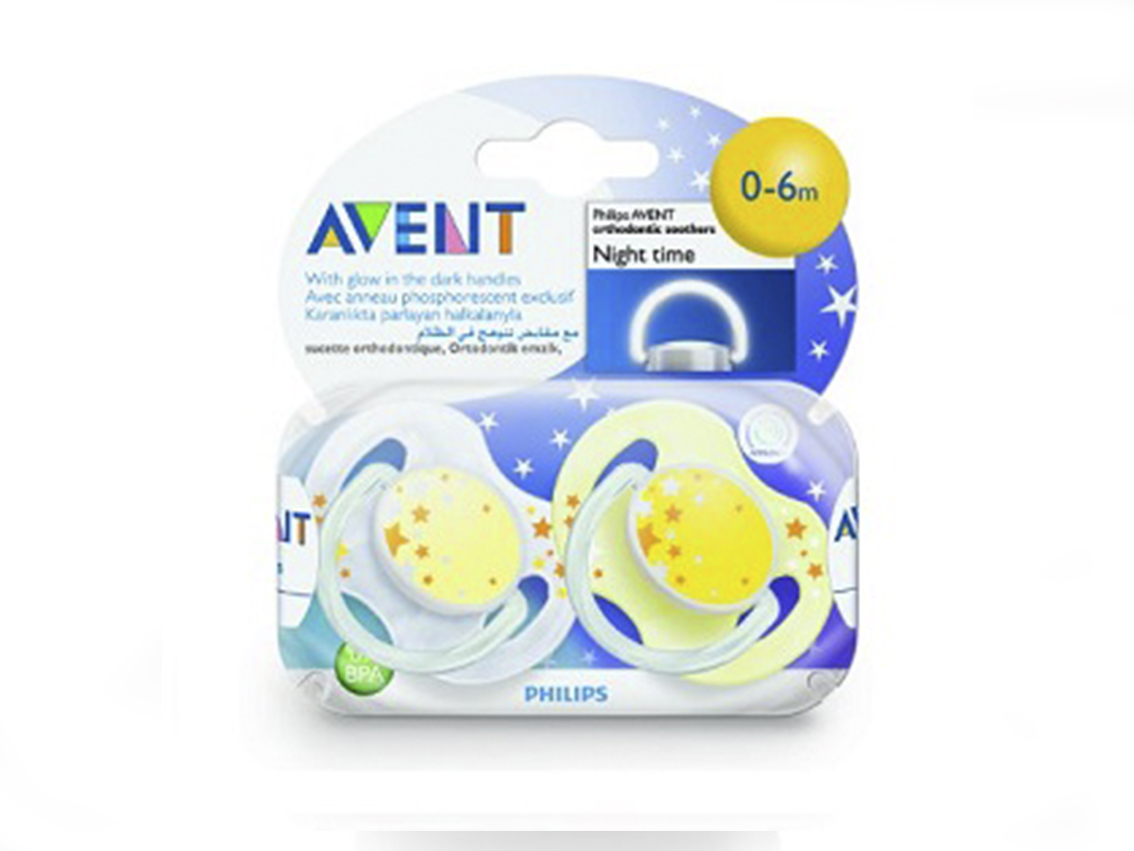 AVENT
0-6m
Philips AVENT
orthodontic soothers
Night time
With glow in the dark handles
Avec anneau phosphorescent exclusif
Karanlıkta parlayan halkalarıyla
مع مقابض تتوهج في الظلام
sucette orthodontique, Ortodontik emzik,
BPA
PHILIPS